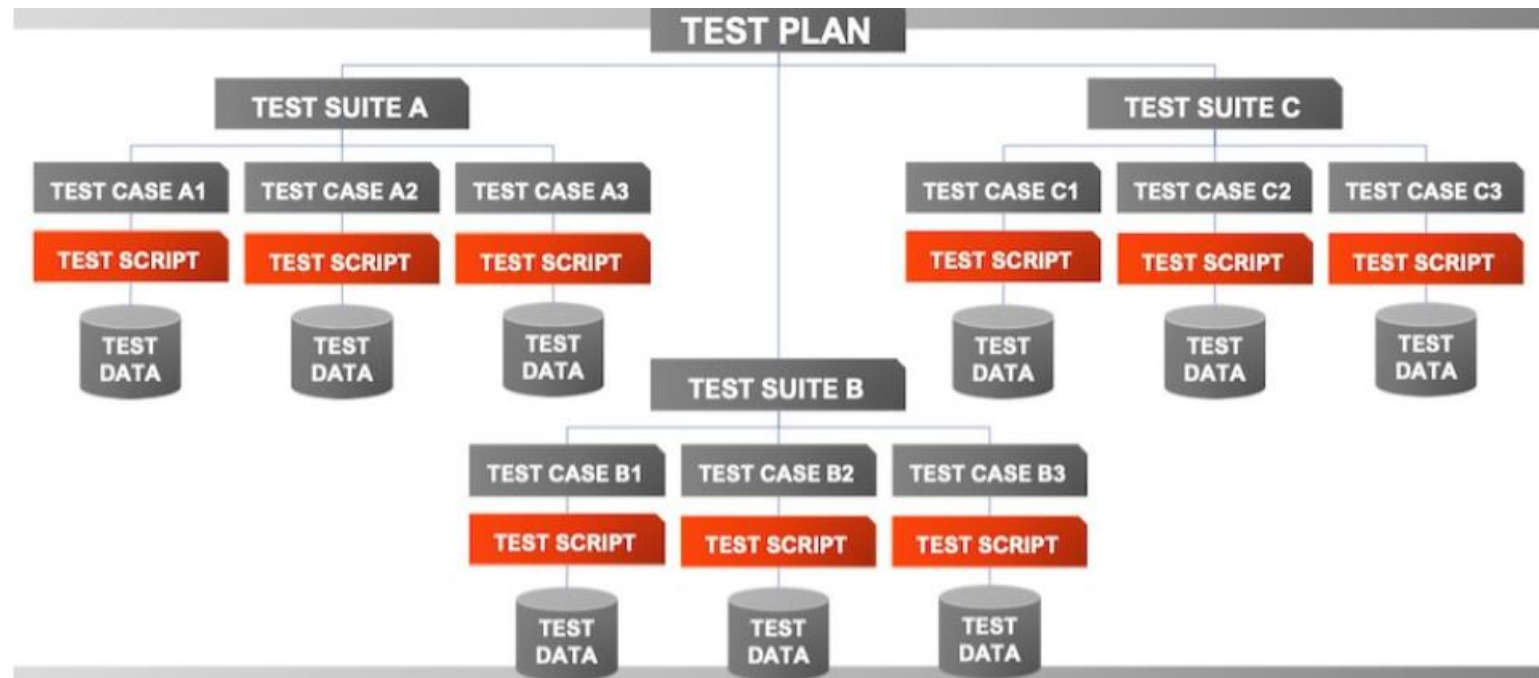 TEST PLAN
TEST SUITE A
TEST SUITE C
TEST CASE A1
TEST CASE A2
TEST CASE A3
TEST CASE C1
TEST CASE C2
TEST CASE C3
TEST SCRIPT
TEST SCRIPT
TEST SCRIPT
TEST SCRIPT
TEST SCRIPT
TEST SCRIPT
TEST
DATA
TEST
DATA
TEST
DATA
TEST
DATA
TEST
DATA
TEST
DATA
TEST SUITE B
TEST CASE B1
TEST CASE B2
TEST CASE B3
TEST SCRIPT
TEST SCRIPT
TEST SCRIPT
TEST
DATA
TEST
DATA
TEST
DATA